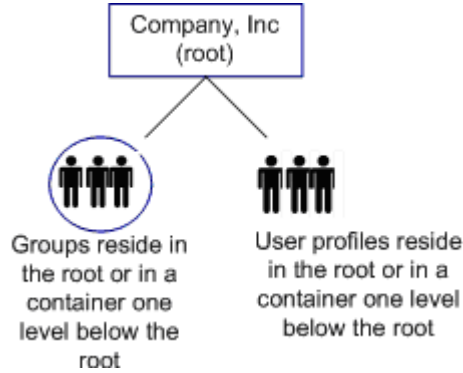 Company, Inc
(root)
Groups reside in
the root or in a
container one
level below the
root
User profiles reside
in the root or in a
container one level
below the root